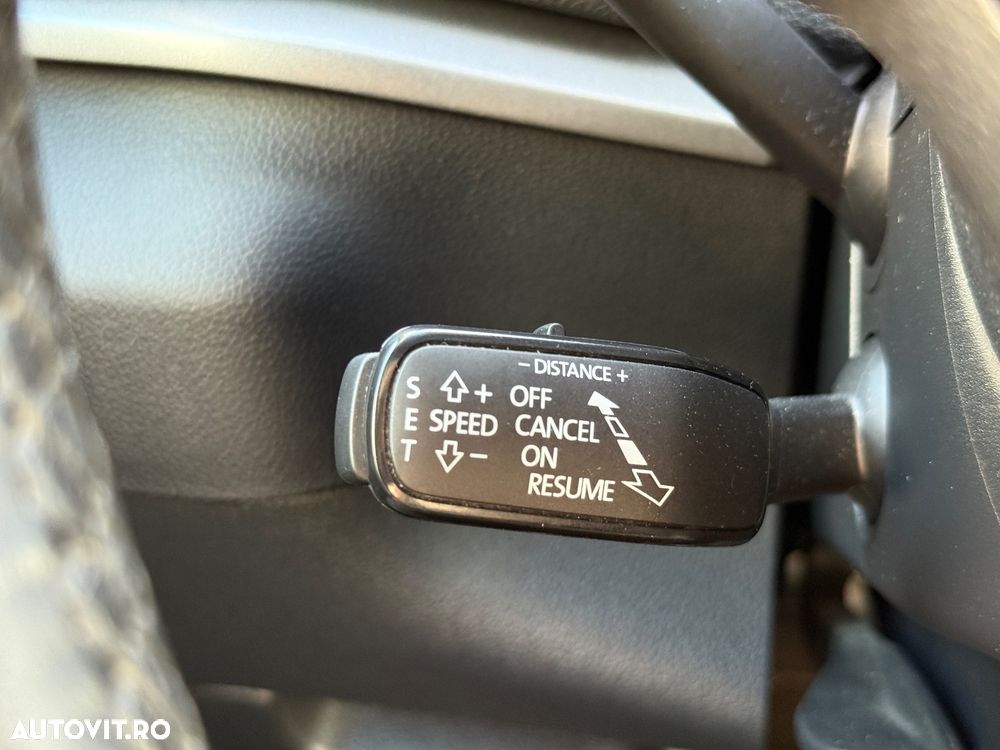 – DISTANCE +
S + OFF
E SPEED CANCEL
T – ON
RESUME
AUTOVIT.RO